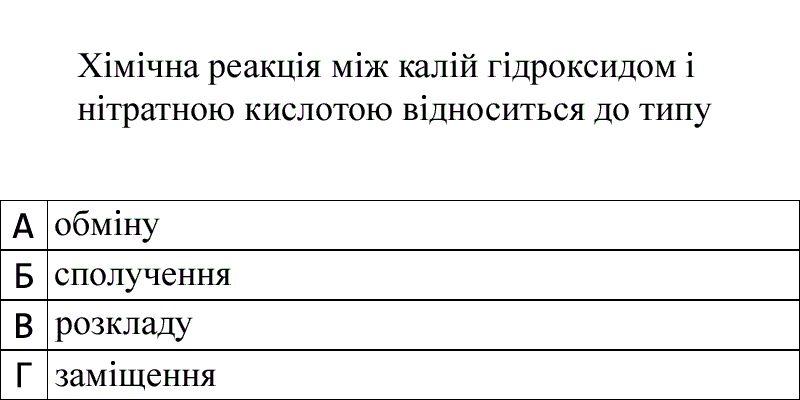 Хімічна реакція між калій гідроксидом і
нітратною кислотою відноситься до типу
А обміну
Б сполучення
В розкладу
Г заміщення